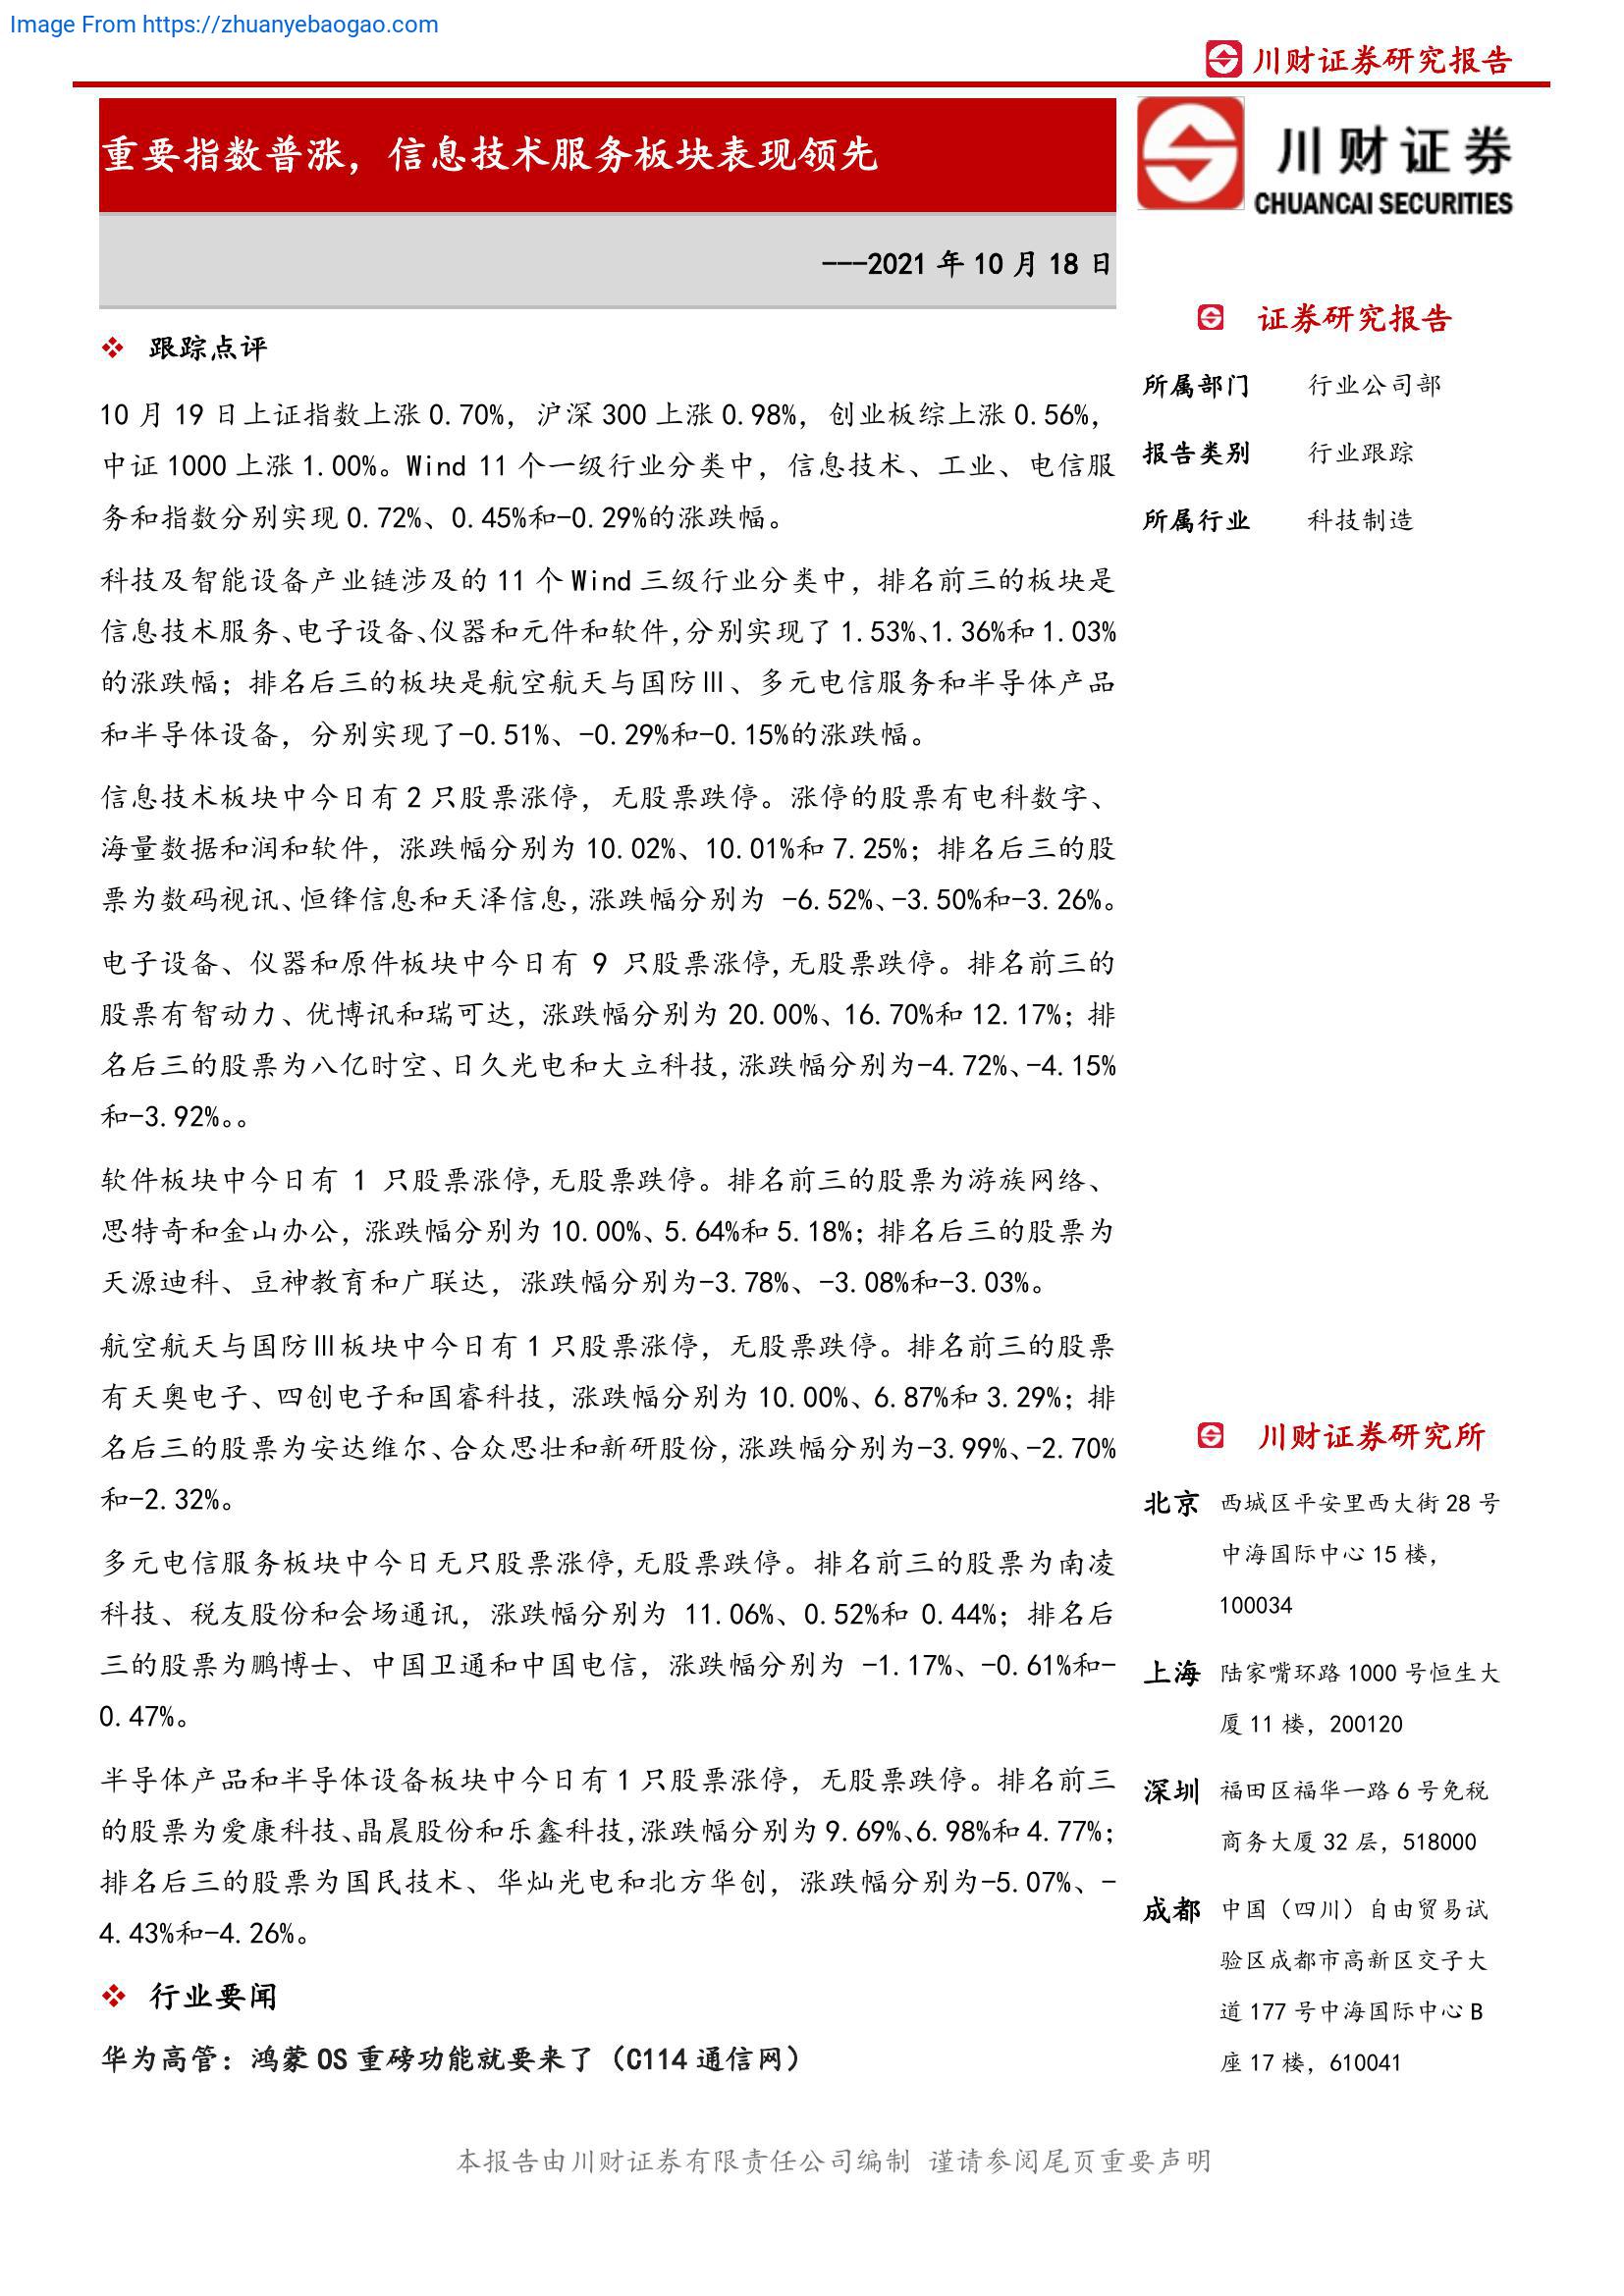 Image From https://zhuanyebaogao.com
川财证券研究报告
重要指数普涨，信息技术服务板块表现领先
---2021 年 10 月 18 日
川财证券
CHUANCAI SECURITIES
❖ 跟踪点评
10 月 19 日上证指数上涨 0.70%，沪深 300 上涨 0.98%，创业板综上涨 0.56%，
中证 1000 上涨 1.00%。Wind 11 个一级行业分类中，信息技术、工业、电信服
务和指数分别实现 0.72%、0.45%和-0.29%的涨跌幅。
科技及智能设备产业链涉及的 11 个 Wind 三级行业分类中，排名前三的板块是
信息技术服务、电子设备、仪器和元件和软件,分别实现了 1.53%、1.36%和 1.03%
的涨跌幅；排名后三的板块是航空航天与国防Ⅲ、多元电信服务和半导体产品
和半导体设备，分别实现了-0.51%、-0.29%和-0.15%的涨跌幅。
信息技术板块中今日有 2 只股票涨停，无股票跌停。涨停的股票有电科数字、
海量数据和润和软件，涨跌幅分别为 10.02%、10.01%和 7.25%；排名后三的股
票为数码视讯、恒锋信息和天泽信息,涨跌幅分别为 -6.52%、-3.50%和-3.26%。
电子设备、仪器和原件板块中今日有 9 只股票涨停,无股票跌停。排名前三的
股票有智动力、优博讯和瑞可达，涨跌幅分别为 20.00%、16.70%和 12.17%；排
名后三的股票为八亿时空、日久光电和大立科技,涨跌幅分别为-4.72%、-4.15%
和-3.92%。。
软件板块中今日有 1 只股票涨停,无股票跌停。排名前三的股票为游族网络、
思特奇和金山办公，涨跌幅分别为 10.00%、5.64%和 5.18%；排名后三的股票为
天源迪科、豆神教育和广联达，涨跌幅分别为-3.78%、-3.08%和-3.03%。
航空航天与国防Ⅲ板块中今日有 1 只股票涨停，无股票跌停。排名前三的股票
有天奥电子、四创电子和国睿科技，涨跌幅分别为 10.00%、6.87%和 3.29%；排
名后三的股票为安达维尔、合众思壮和新研股份,涨跌幅分别为-3.99%、-2.70%
和-2.32%。
多元电信服务板块中今日无只股票涨停,无股票跌停。排名前三的股票为南凌
科技、税友股份和会场通讯，涨跌幅分别为 11.06%、0.52%和 0.44%；排名后
三的股票为鹏博士、中国卫通和中国电信，涨跌幅分别为 -1.17%、-0.61%和-
0.47%。
半导体产品和半导体设备板块中今日有 1 只股票涨停，无股票跌停。排名前三
的股票为爱康科技、晶晨股份和乐鑫科技,涨跌幅分别为 9.69%、6.98%和 4.77%；
排名后三的股票为国民技术、华灿光电和北方华创，涨跌幅分别为-5.07%、-
4.43%和-4.26%。
❖ 行业要闻
华为高管：鸿蒙 OS 重磅功能就要来了（C114 通信网）
证券研究报告
所属部门 行业公司部
报告类别 行业跟踪
所属行业 科技制造
川财证券研究所
北京 西城区平安里西大街 28 号
中海国际中心 15 楼，
100034
上海 陆家嘴环路 1000 号恒生大
厦 11 楼，200120
深圳 福田区福华一路 6 号免税
商务大厦 32 层，518000
成都 中国（四川）自由贸易试
验区成都市高新区交子大
道 177 号中海国际中心 B
座 17 楼，610041
本报告由川财证券有限责任公司编制 谨请参阅尾页重要声明